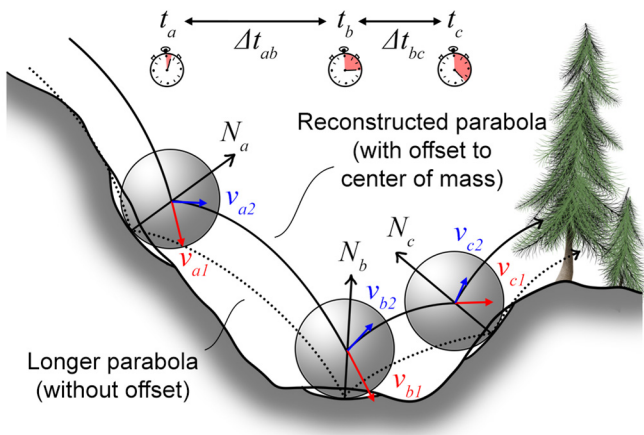 t_a
t_b
t_c
Δt_ab
Δt_bc
Reconstructed parabola
(with offset to
center of mass)
N_a
v_a2
v_a1
N_b
v_b2
v_b1
N_c
v_c2
v_c1
Longer parabola
(without offset)